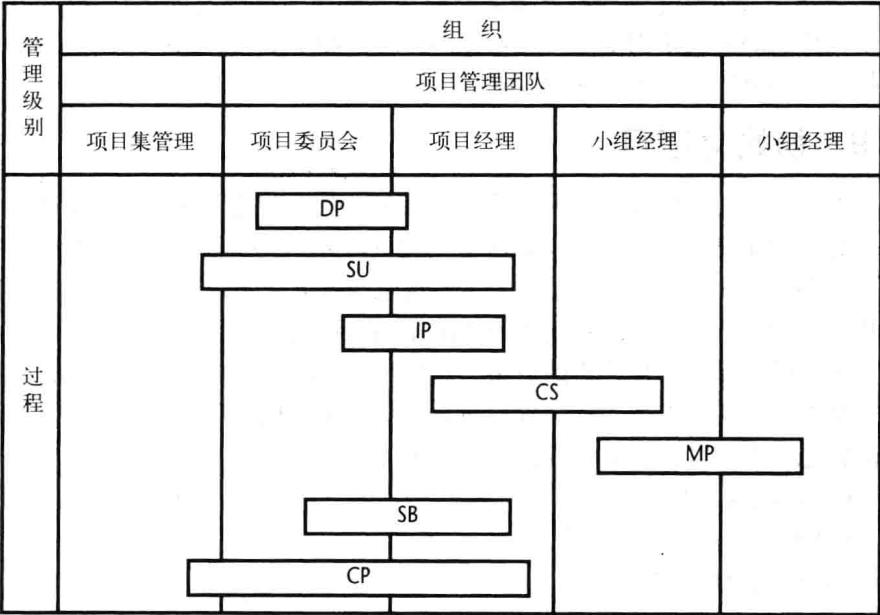 组 织
管理级别
项目管理团队
项目集管理 项目委员会 项目经理 小组经理 小组经理
过程
DP
SU
IP
CS
MP
SB
CP